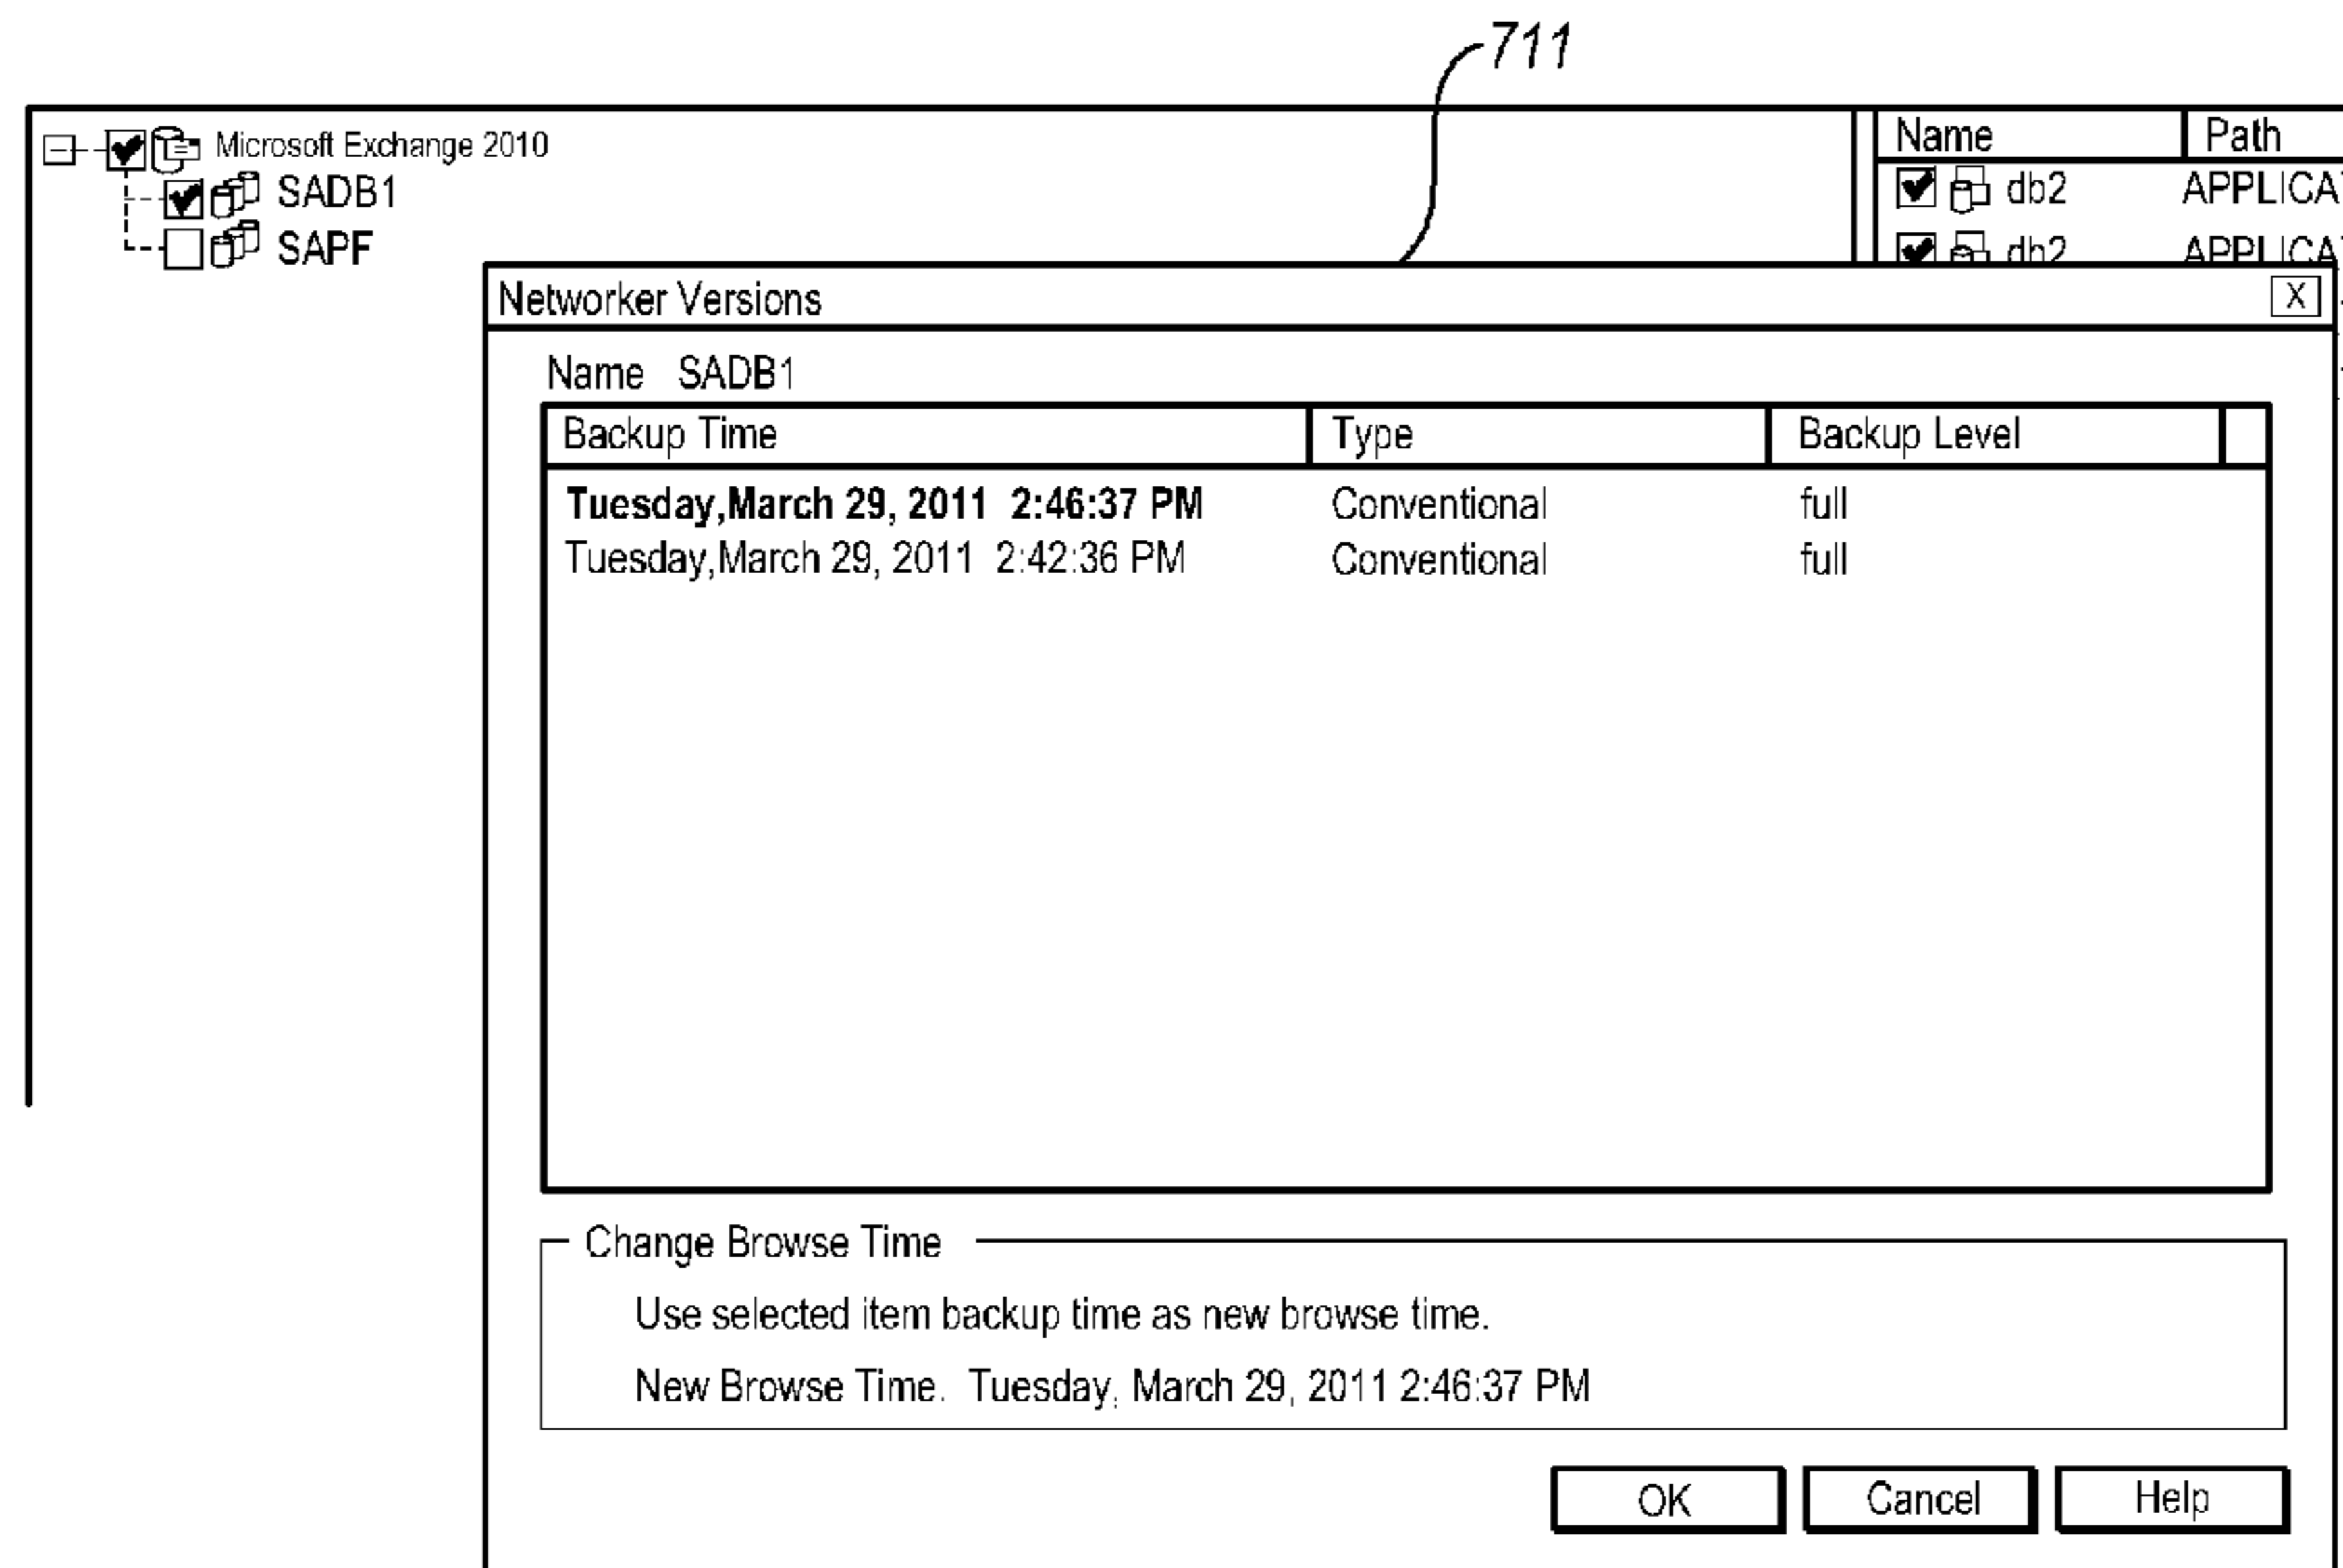 711
Microsoft Exchange 2010
SADB1
SAPF
Name Path
db2 APPLICAT
db2 APPLICAT
Networker Versions X
Name SADB1
Backup Time Type Backup Level
Tuesday,March 29, 2011 2:46:37 PM Conventional full
Tuesday,March 29, 2011 2:42:36 PM Conventional full
Change Browse Time
Use selected item backup time as new browse time.
New Browse Time. Tuesday, March 29, 2011 2:46:37 PM
OK Cancel Help